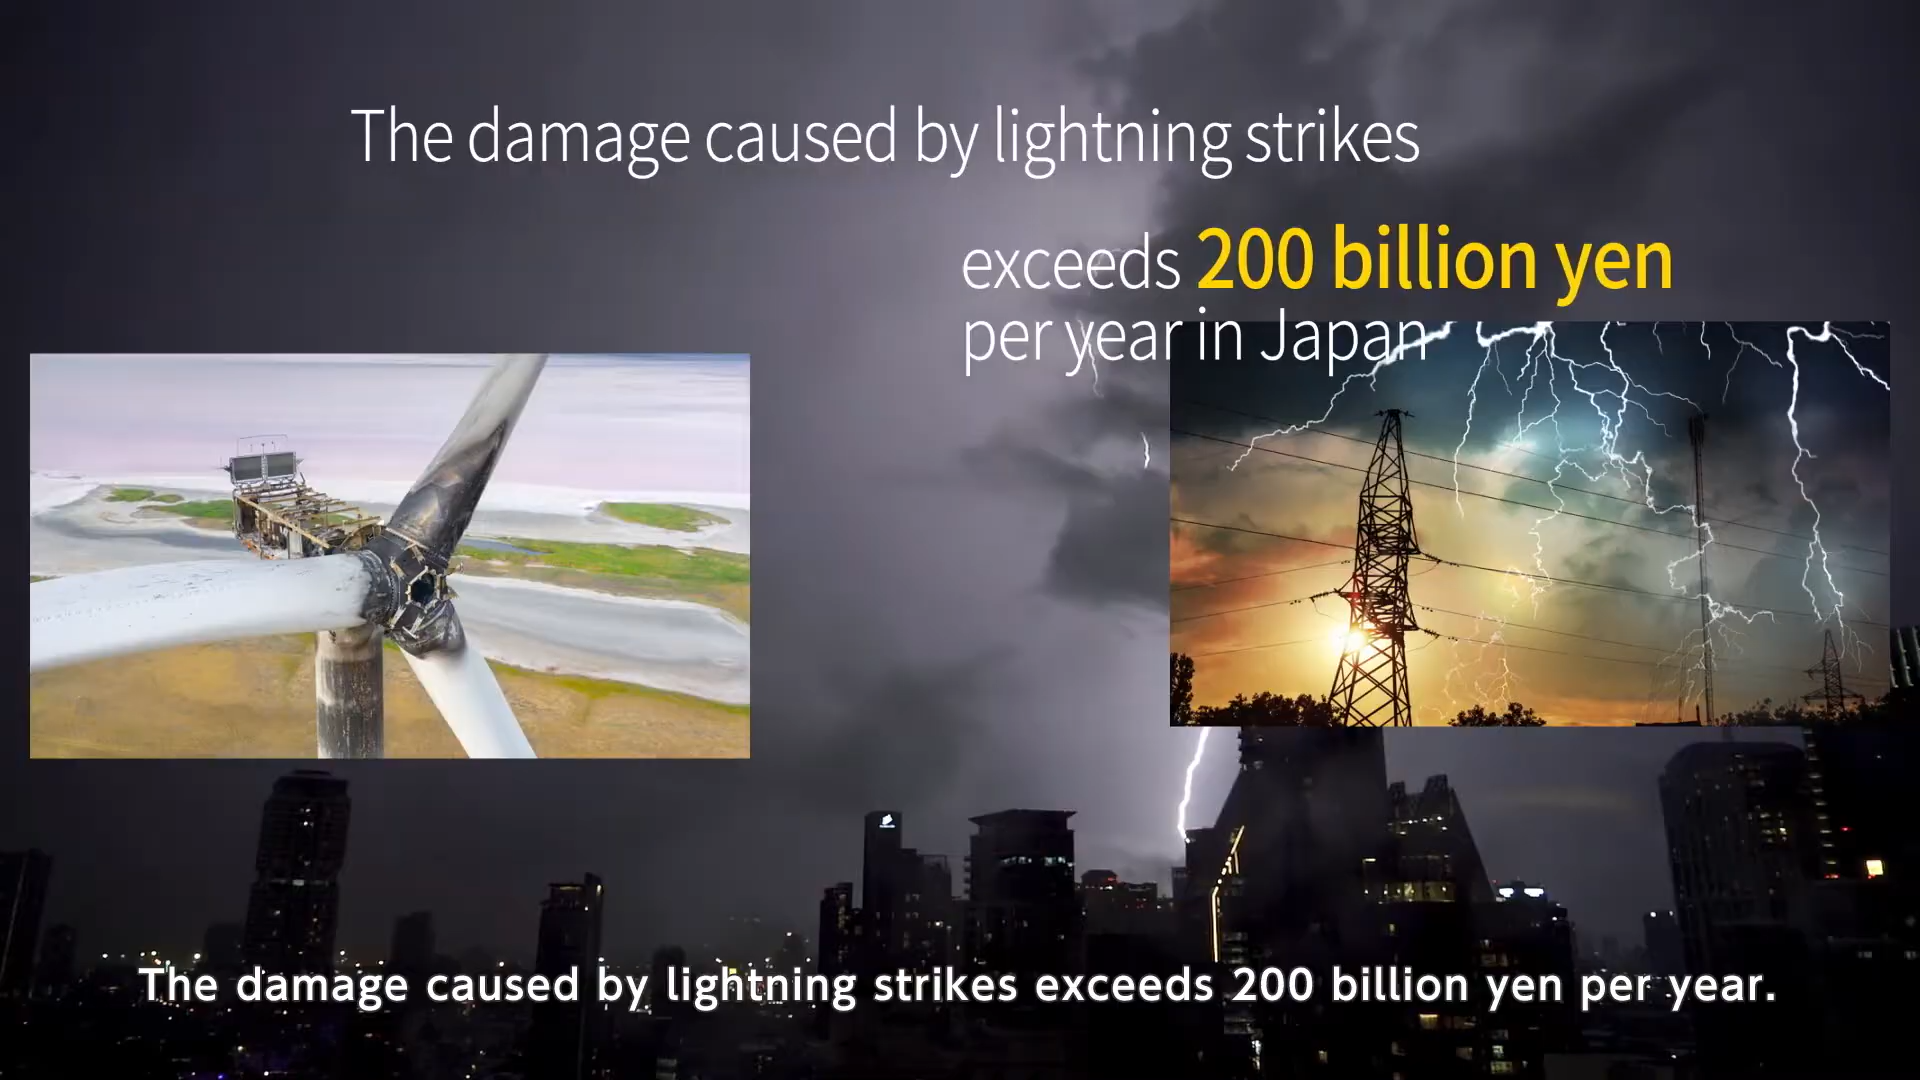 The damage caused by lightning strikes
exceeds 200 billion yen
per year in Japan
The damage caused by lightning strikes exceeds 200 billion yen per year.